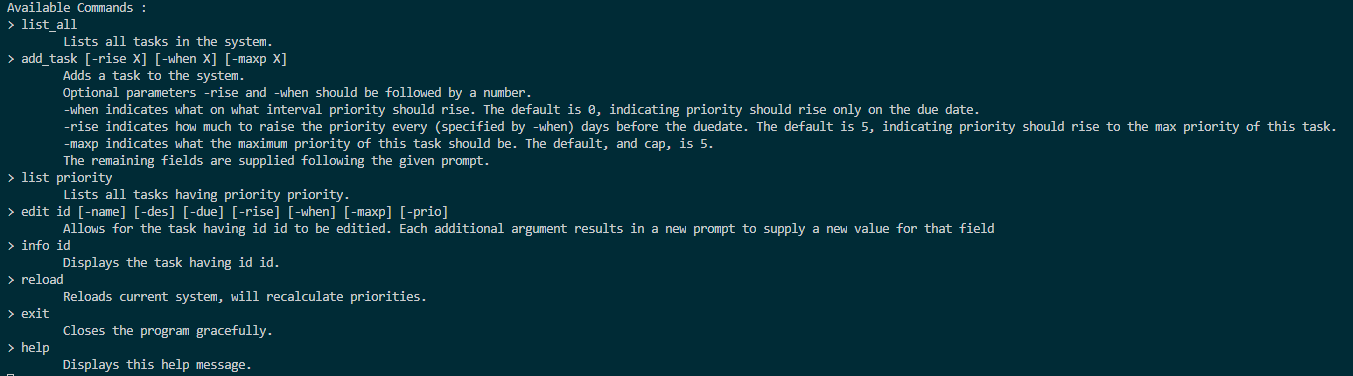 Available Commands :
> list_all
Lists all tasks in the system.
> add_task [-rise X] [-when X] [-maxp X]
Adds a task to the system.
Optional parameters -rise and -when should be followed by a number.
-when indicates what on what interval priority should rise. The default is 0, indicating priority should rise only on the due date.
-rise indicates how much to raise the priority every (specified by -when) days before the duedate. The default is 5, indicating priority should rise to the max priority of this task.
-maxp indicates what the maximum priority of this task should be. The default, and cap, is 5.
The remaining fields are supplied following the given prompt.
> list priority
Lists all tasks having priority priority.
> edit id [-name] [-des] [-due] [-rise] [-when] [-maxp] [-prio]
Allows for the task having id id to be editied. Each additional argument results in a new prompt to supply a new value for that field
> info id
Displays the task having id id.
> reload
Reloads current system, will recalculate priorities.
> exit
Closes the program gracefully.
> help
Displays this help message.